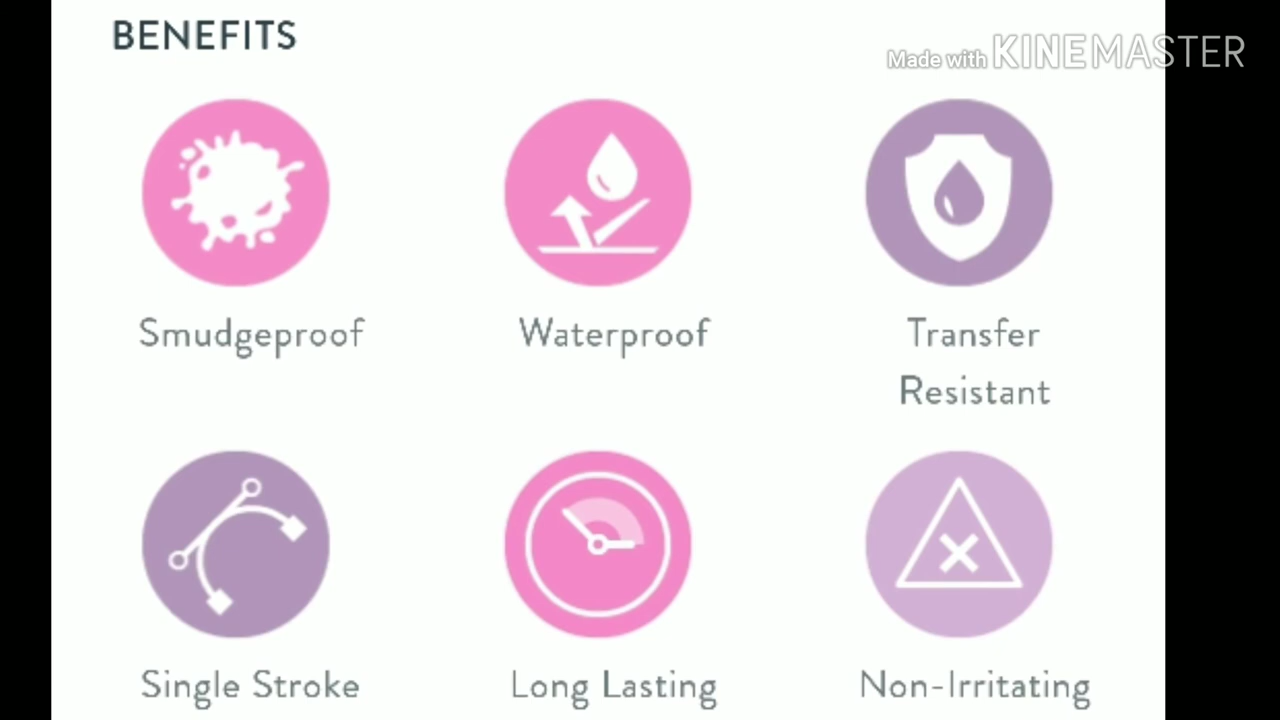 BENEFITS
Made with KINEMASTER
Smudgeproof
Waterproof
Transfer
Resistant
Single Stroke
Long Lasting
Non-Irritating